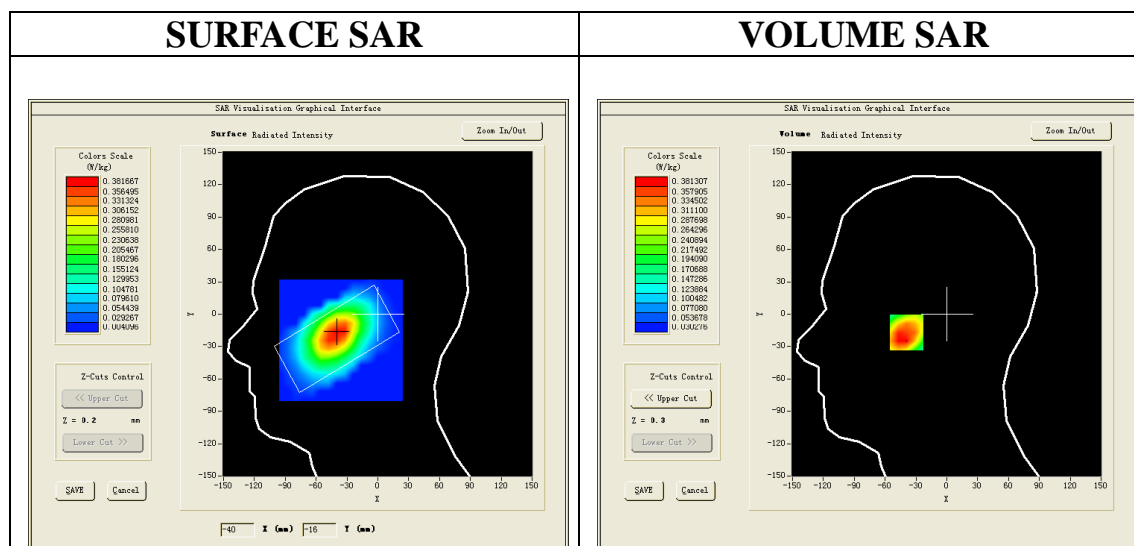 SURFACE SAR
VOLUME SAR
SAR Visualisation Graphical Interface
Surface Radiated Intensity
Zoom In/Out
Colors Scale
(W/kg)
0.381667
0.356495
0.331324
0.306152
0.280981
0.255810
0.230638
0.205467
0.180296
0.155124
0.129953
0.104781
0.079610
0.054439
0.029267
0.004096
150
120
90
60
30
0
-30
-60
-90
-120
-150
Y
-150 -120 -90 -60 -30 0 30 60 90 120 150
X
Z-Cuts Control
<< Upper Cut
Z = 0.2 mm
Lower Cut >>
SAVE Cancel
-40 X (mm) -16 Y (mm)
SAR Visualisation Graphical Interface
Volume Radiated Intensity
Zoom In/Out
Colors Scale
(W/kg)
0.381307
0.357905
0.334502
0.311100
0.287698
0.264296
0.240894
0.217492
0.194090
0.170688
0.147286
0.123884
0.100482
0.077080
0.053678
0.030276
150
120
90
60
30
0
-30
-60
-90
-120
-150
Y
-150 -120 -90 -60 -30 0 30 60 90 120 150
X
Z-Cuts Control
<< Upper Cut
Z = 0.3 mm
Lower Cut >>
SAVE Cancel